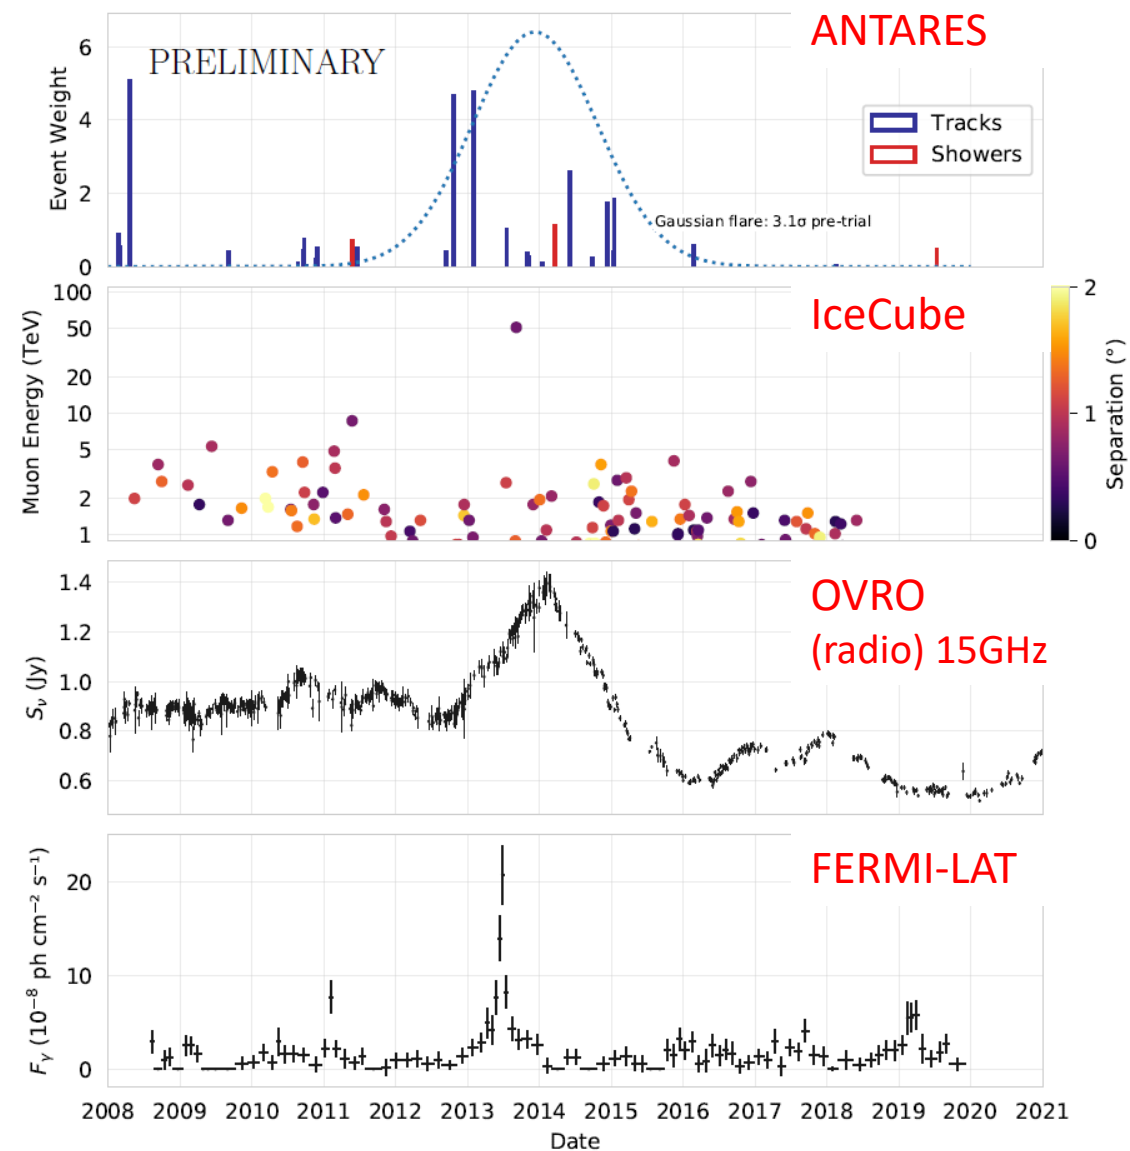 ANTARES
PRELIMINARY
Event Weight
6
4
2
0
Tracks
Showers
Gaussian flare: 3.1σ pre-trial
IceCube
Muon Energy (TeV)
100
50
20
10
5
2
1
2
1
0
Separation (°)
OVRO
(radio) 15GHz
Sν (Jy)
1.4
1.2
1.0
0.8
0.6
FERMI-LAT
Fγ (10⁻⁸ ph cm⁻² s⁻¹)
20
10
0
2008 2009 2010 2011 2012 2013 2014 2015 2016 2017 2018 2019 2020 2021
Date